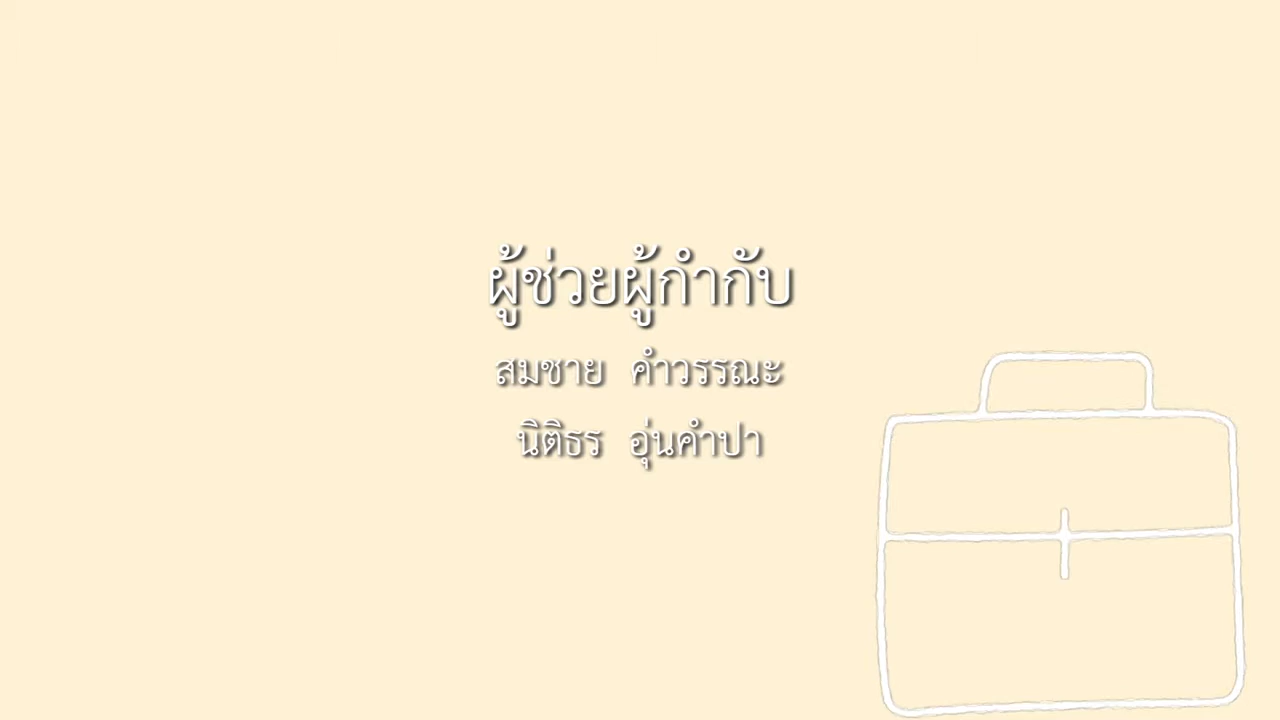 ผู้ช่วยผู้กำกับ
สมชาย คำวรรณะ
นิติธร อุ่นคำปา